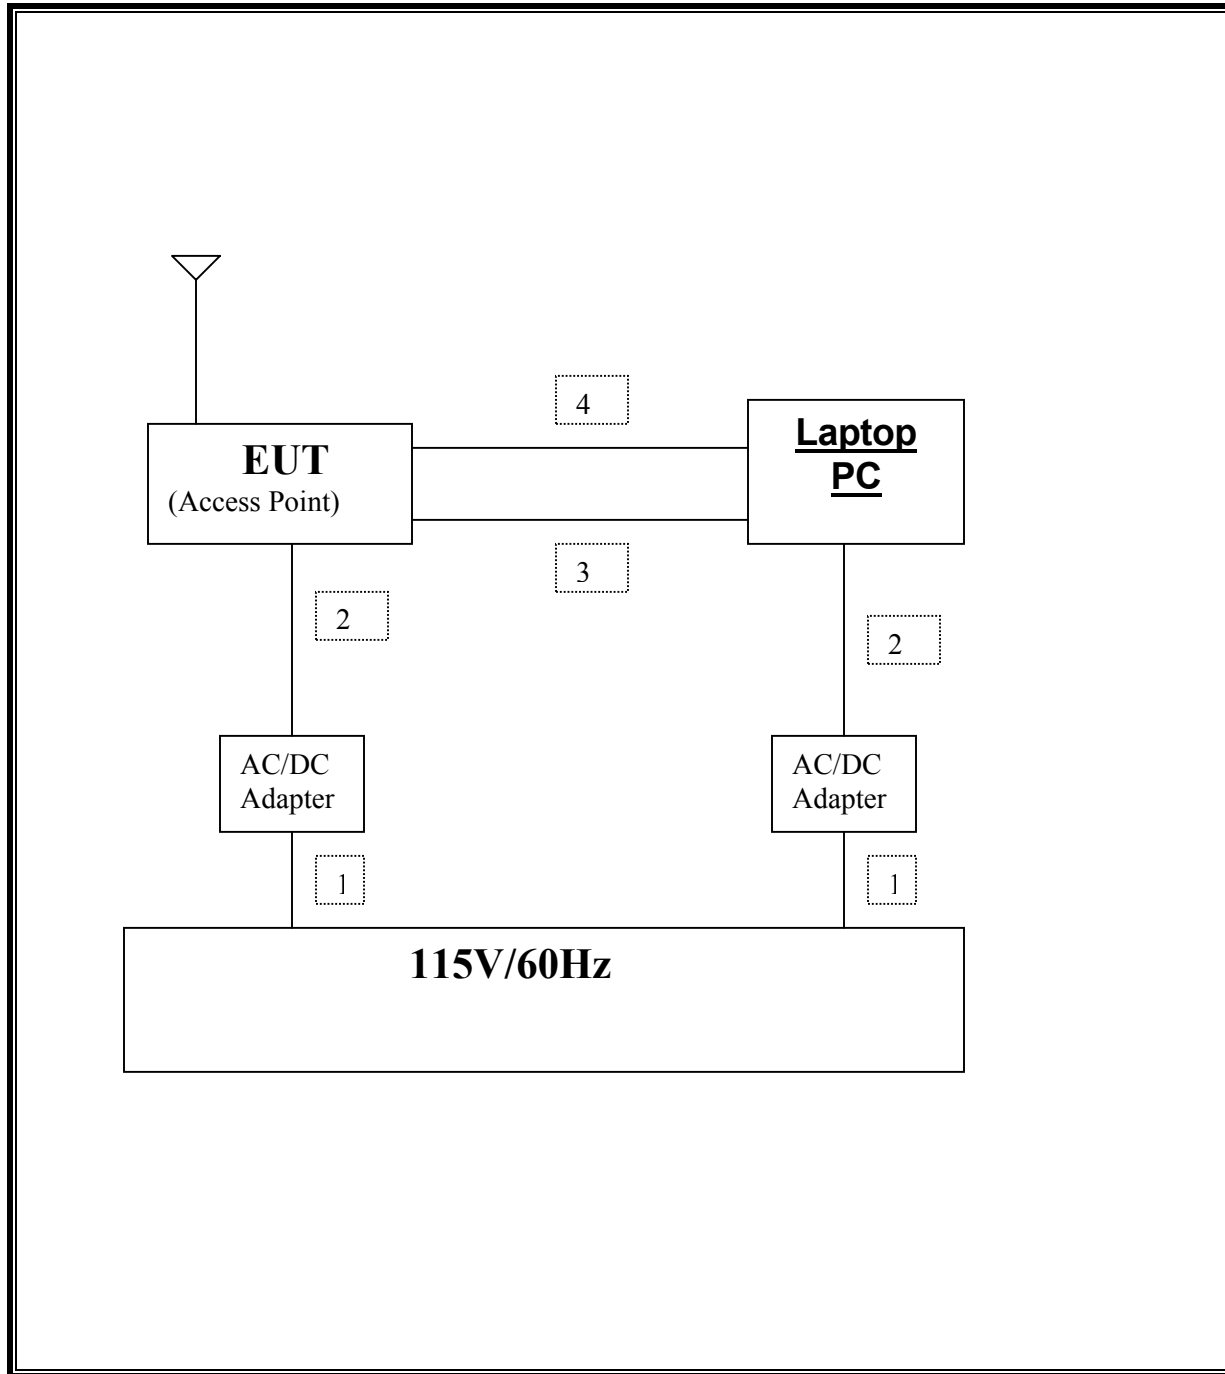 4
EUT
(Access Point)
Laptop
PC
3
2
2
AC/DC
Adapter
AC/DC
Adapter
1
1
115V/60Hz